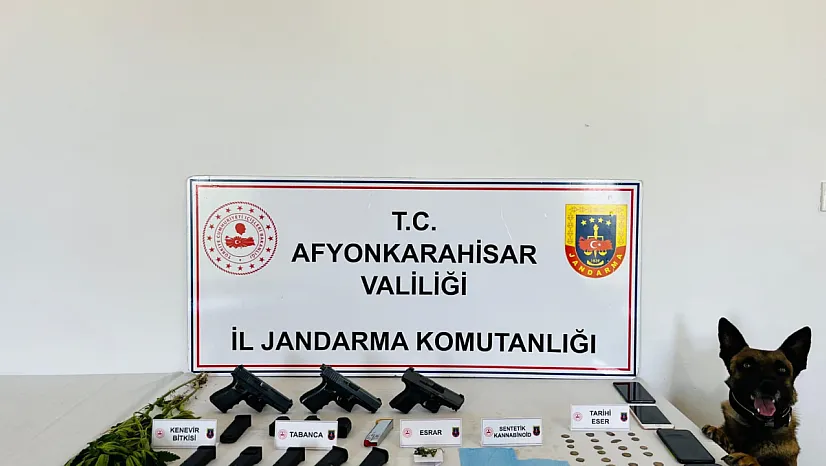 T.C.
AFYONKARAHİSAR
VALİLİĞİ
İL JANDARMA KOMUTANLIĞI
JANDARMA
KENEVİR
BİTKİSİ
TABANCA
ESRAR
SENTETİK
KANNABİNOİD
TARİHİ
ESER